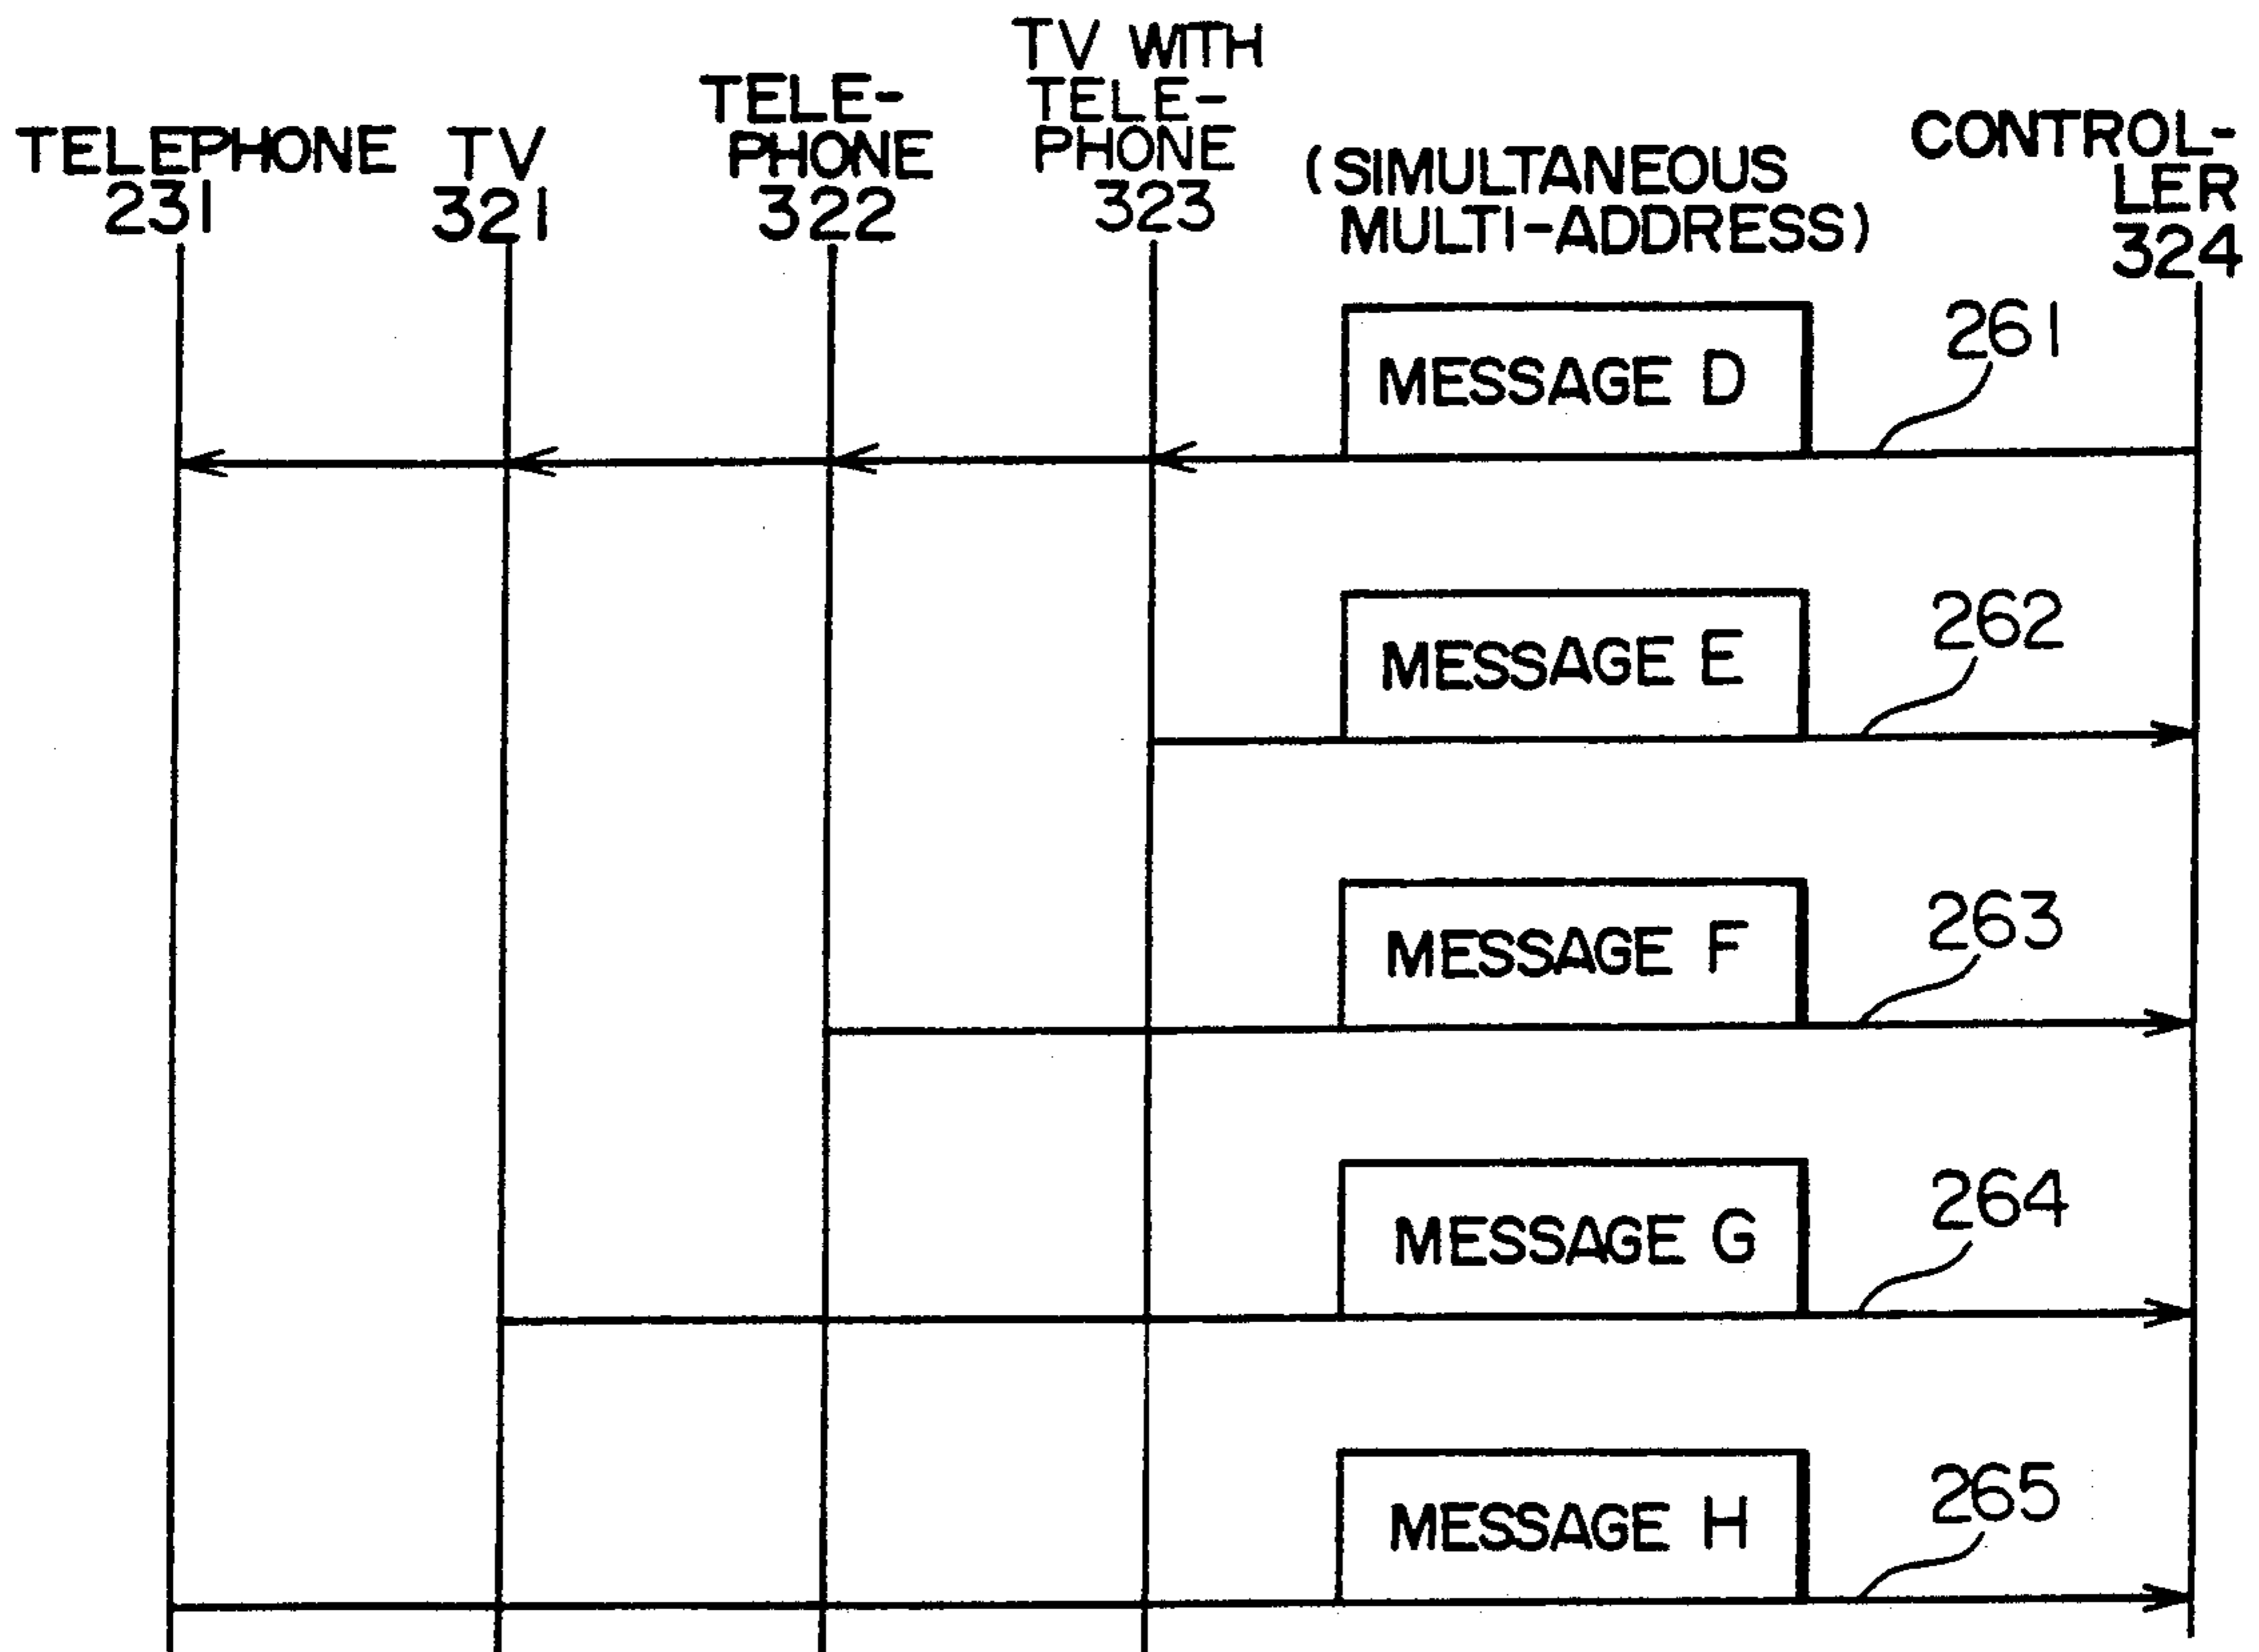 TELEPHONE
231
TV
321
TELE-
PHONE
322
TV WITH
TELE-
PHONE
323
(SIMULTANEOUS
MULTI-ADDRESS)
CONTROL-
LER
324
MESSAGE D
261
MESSAGE E
262
MESSAGE F
263
MESSAGE G
264
MESSAGE H
265